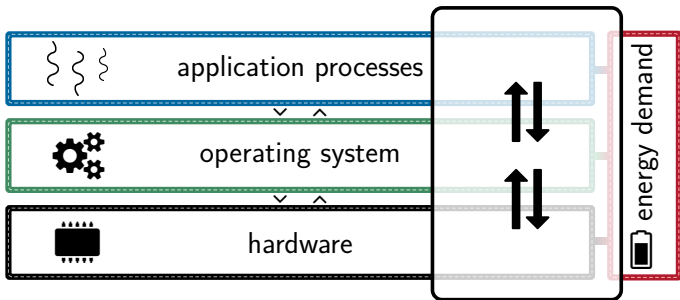 application processes
operating system
hardware
energy demand